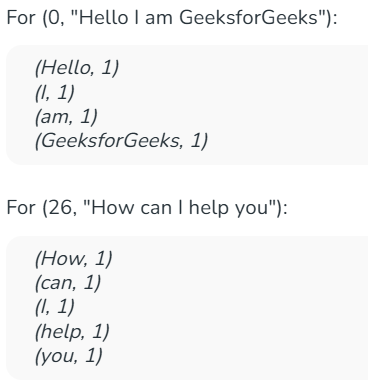 For (0, "Hello I am GeeksforGeeks"):
(Hello, 1)
(I, 1)
(am, 1)
(GeeksforGeeks, 1)
For (26, "How can I help you"):
(How, 1)
(can, 1)
(I, 1)
(help, 1)
(you, 1)